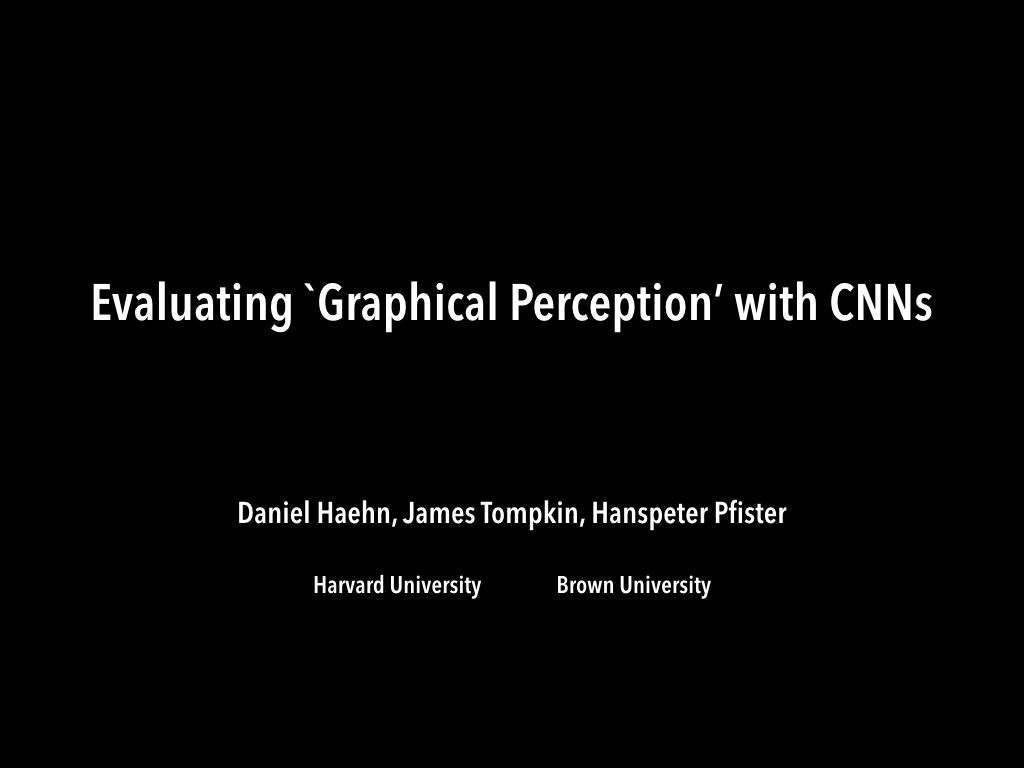 Evaluating `Graphical Perception’ with CNNs
Daniel Haehn, James Tompkin, Hanspeter Pfister
Harvard University Brown University